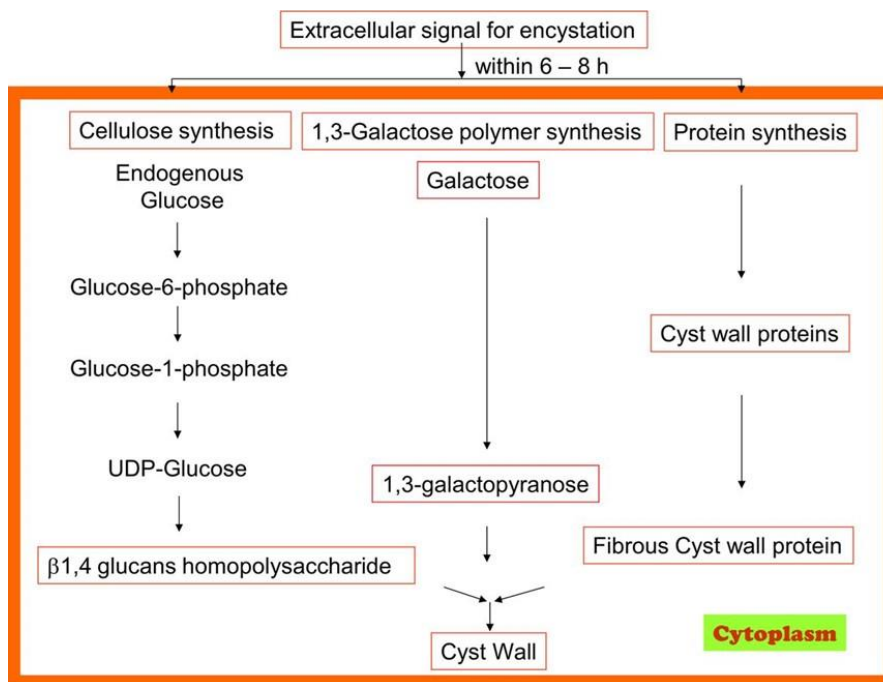 Extracellular signal for encystation
within 6 – 8 h
Cellulose synthesis
1,3-Galactose polymer synthesis
Protein synthesis
Endogenous
Glucose
Galactose
Glucose-6-phosphate
Cyst wall proteins
Glucose-1-phosphate
UDP-Glucose
1,3-galactopyranose
Fibrous Cyst wall protein
β1,4 glucans homopolysaccharide
Cytoplasm
Cyst Wall